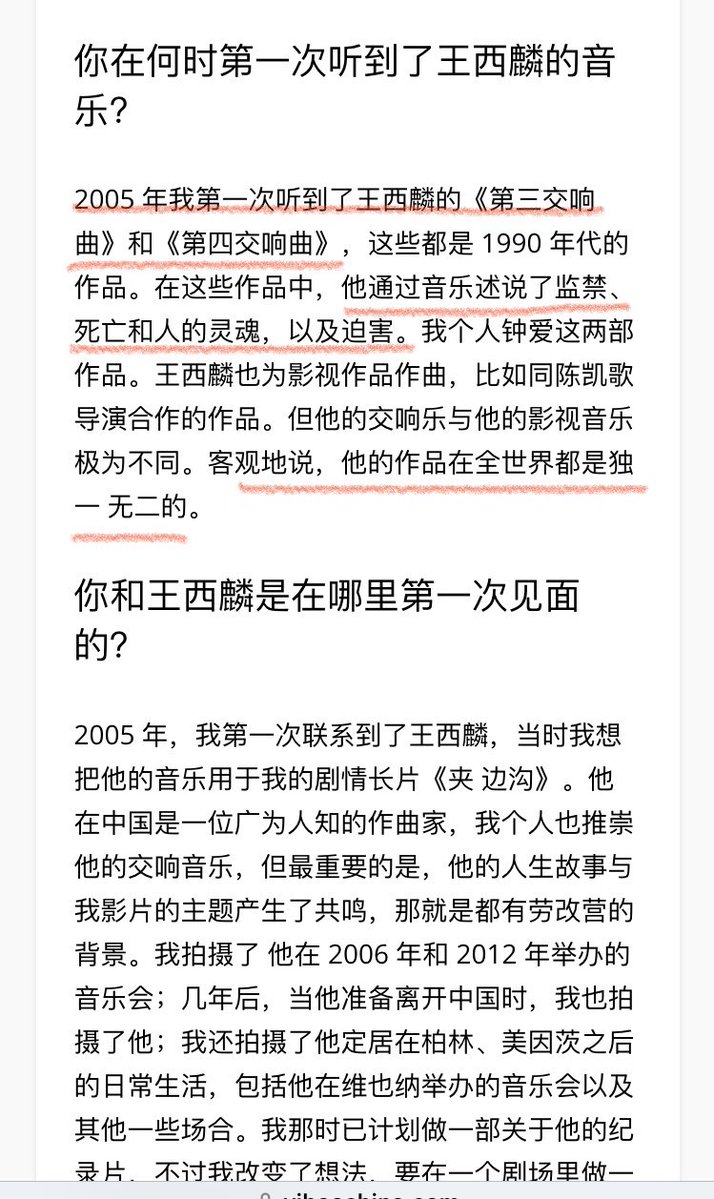 你在何时第一次听到了王西麟的音
乐?
2005 年我第一次听到了王西麟的《第三交响
曲》和《第四交响曲》，这些都是 1990 年代的
作品。在这些作品中，他通过音乐述说了监禁、
死亡和人的灵魂，以及迫害。我个人钟爱这两部
作品。王西麟也为影视作品作曲，比如同陈凯歌
导演合作的作品。但他的交响乐与他的影视音乐
极为不同。客观地说，他的作品在全世界都是独
一 无二的。
你和王西麟是在哪里第一次见面
的?
2005 年，我第一次联系到了王西麟，当时我想
把他的音乐用于我的剧情长片《夹 边沟》。他
在中国是一位广为人知的作曲家，我个人也推崇
他的交响音乐，但最重要的是，他的人生故事与
我影片的主题产生了共鸣，那就是都有劳改营的
背景。我拍摄了 他在 2006 年和 2012 年举办的
音乐会；几年后，当他准备离开中国时，我也拍
摄了他；我还拍摄了他定居在柏林、美因茨之后
的日常生活，包括他在维也纳举办的音乐会以及
其他一些场合。我那时已计划做一部关于他的纪
录片，不过我改变了想法，要在一个剧场里做一